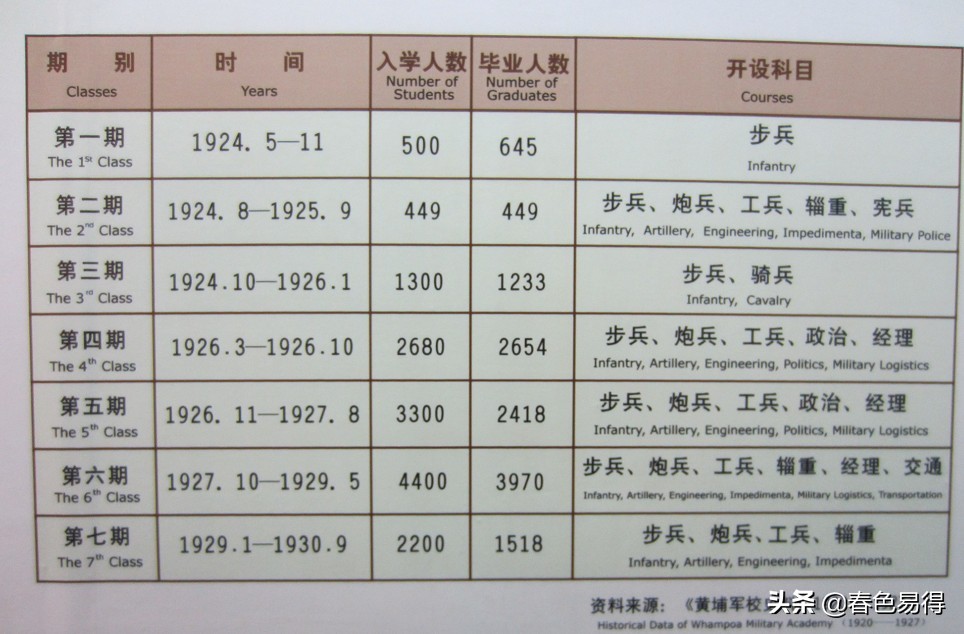 期 别 时 间 入学人数 毕业人数 开设科目
Classes Years Number of Students Number of Graduates Courses
第一期 1924. 5—11 500 645 步兵
The 1st Class Infantry
第二期 1924. 8—1925. 9 449 449 步兵、炮兵、工兵、辎重、宪兵
The 2nd Class Infantry, Artillery, Engineering, Impedimenta, Military Police
第三期 1924.10—1926.1 1300 1233 步兵、骑兵
The 3rd Class Infantry, Cavalry
第四期 1926.3—1926.10 2680 2654 步兵、炮兵、工兵、政治、经理
The 4th Class Infantry, Artillery, Engineering, Politics, Military Logistics
第五期 1926. 11—1927. 8 3300 2418 步兵、炮兵、工兵、政治、经理
The 5th Class Infantry, Artillery, Engineering, Politics, Military Logistics
第六期 1927. 10—1929. 5 4400 3970 步兵、炮兵、工兵、辎重、经理、交通
The 6th Class Infantry, Artillery, Engineering, Impedimenta, Military Logistics, Transportation
第七期 1929.1—1930.9 2200 1518 步兵、炮兵、工兵、辎重
The 7th Class Infantry, Artillery, Engineering, Impedimenta
资料来源：《黄埔军校
头条 @春色易得
Historical Data of Whampoa Military Academy (1920—1927)